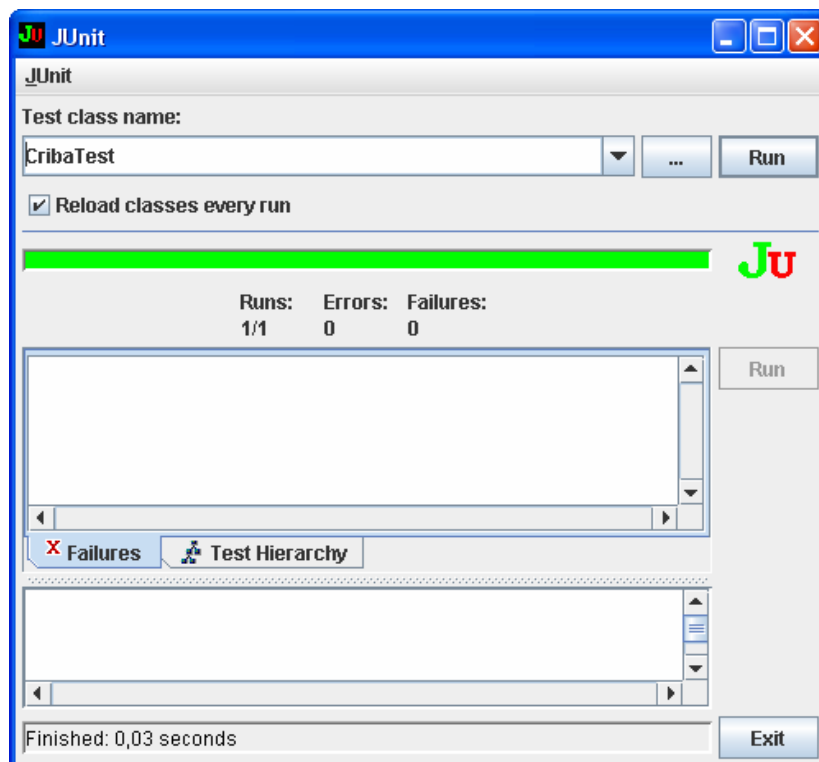 JU JUnit
JUnit
Test class name:
CribaTest ... Run
Reload classes every run
JU
Runs: Errors: Failures:
1/1 0 0
Run
X Failures Test Hierarchy
Finished: 0,03 seconds Exit